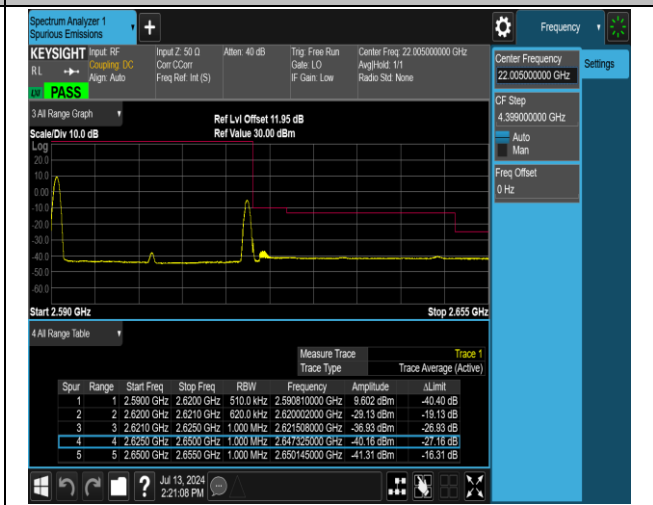 Spectrum Analyzer 1
Spurious Emissions
+
Frequency
KEYSIGHT
RL
Input: RF
Coupling: DC
Align: Auto
Input Z: 50 Ω
Corr CCorr
Freq Ref: Int (S)
Atten: 40 dB
Trig: Free Run
Gate: LO
IF Gain: Low
Center Freq: 22.005000000 GHz
Avg|Hold: 1/1
Radio Std: None
PASS
Center Frequency
22.005000000 GHz
Settings
CF Step
4.399000000 GHz
Auto
Man
Freq Offset
0 Hz
3 All Range Graph
Ref Lvl Offset 11.95 dB
Scale/Div 10.0 dB
Ref Value 30.00 dBm
Log
20.0
10.0
0.00
-10.0
-20.0
-30.0
-40.0
-50.0
-60.0
Start 2.590 GHz
Stop 2.655 GHz
4 All Range Table
Measure Trace Trace 1
Trace Type Trace Average (Active)
Spur Range Start Freq Stop Freq RBW Frequency Amplitude ΔLimit
1 1 2.5900 GHz 2.6200 GHz 510.0 kHz 2.590810000 GHz 9.602 dBm -40.40 dB
2 2 2.6200 GHz 2.6210 GHz 620.0 kHz 2.620002000 GHz -29.13 dBm -19.13 dB
3 3 2.6210 GHz 2.6250 GHz 1.000 MHz 2.621508000 GHz -36.93 dBm -26.93 dB
4 4 2.6250 GHz 2.6500 GHz 1.000 MHz 2.647325000 GHz -40.16 dBm -27.16 dB
5 5 2.6500 GHz 2.6550 GHz 1.000 MHz 2.650145000 GHz -41.31 dBm -16.31 dB
?
Jul 13, 2024
2:21:08 PM